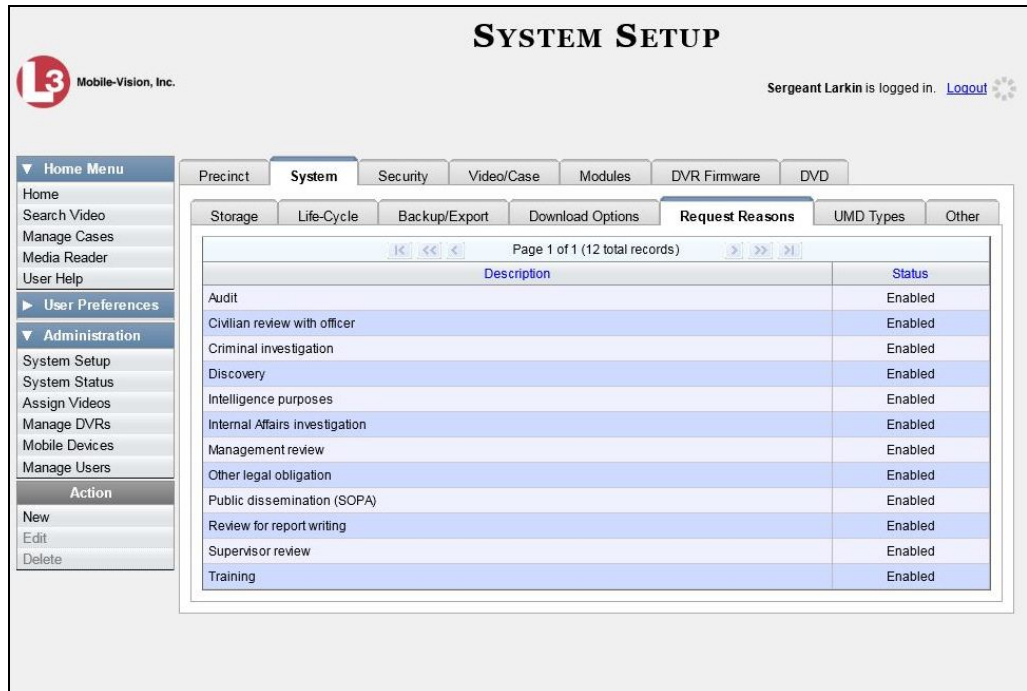 SYSTEM SETUP
L3 Mobile-Vision, Inc.
Sergeant Larkin is logged in. Logout
▼ Home Menu
Home
Search Video
Manage Cases
Media Reader
User Help
► User Preferences
▼ Administration
System Setup
System Status
Assign Videos
Manage DVRs
Mobile Devices
Manage Users
Action
New
Edit
Delete
Precinct System Security Video/Case Modules DVR Firmware DVD
Storage Life-Cycle Backup/Export Download Options Request Reasons UMD Types Other
|< << < Page 1 of 1 (12 total records) > >> >|
Description Status
Audit Enabled
Civilian review with officer Enabled
Criminal investigation Enabled
Discovery Enabled
Intelligence purposes Enabled
Internal Affairs investigation Enabled
Management review Enabled
Other legal obligation Enabled
Public dissemination (SOPA) Enabled
Review for report writing Enabled
Supervisor review Enabled
Training Enabled